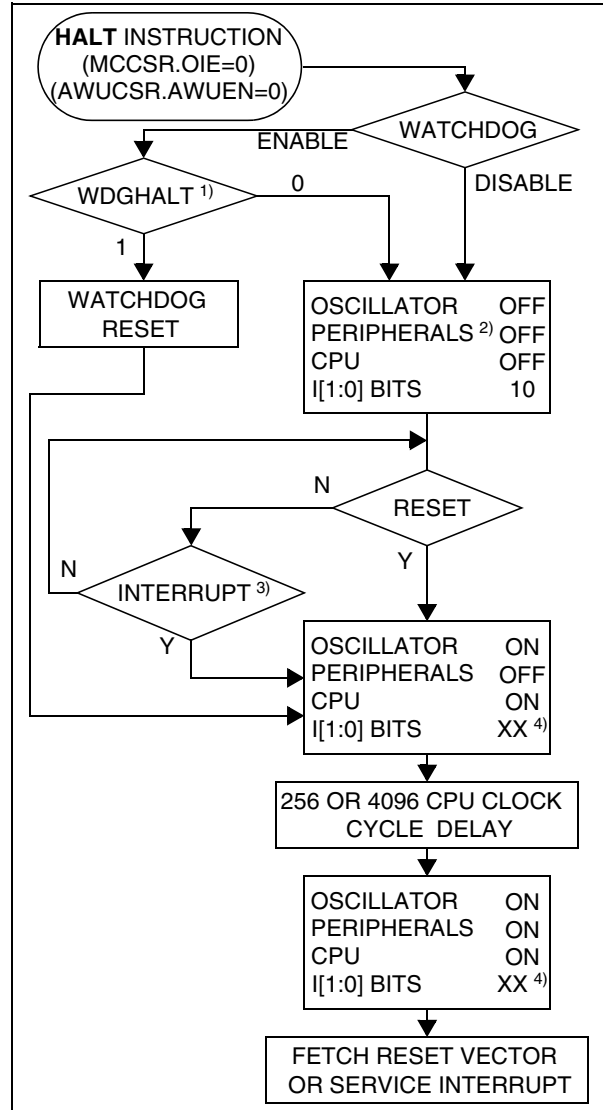 HALT INSTRUCTION
(MCCSR.OIE=0)
(AWUCSR.AWUEN=0)
WATCHDOG
ENABLE
DISABLE
WDGHALT 1)
0
1
WATCHDOG
RESET
OSCILLATOR OFF
PERIPHERALS 2) OFF
CPU OFF
I[1:0] BITS 10
RESET
N
Y
INTERRUPT 3)
N
Y
OSCILLATOR ON
PERIPHERALS OFF
CPU ON
I[1:0] BITS XX 4)
256 OR 4096 CPU CLOCK
CYCLE DELAY
OSCILLATOR ON
PERIPHERALS ON
CPU ON
I[1:0] BITS XX 4)
FETCH RESET VECTOR
OR SERVICE INTERRUPT